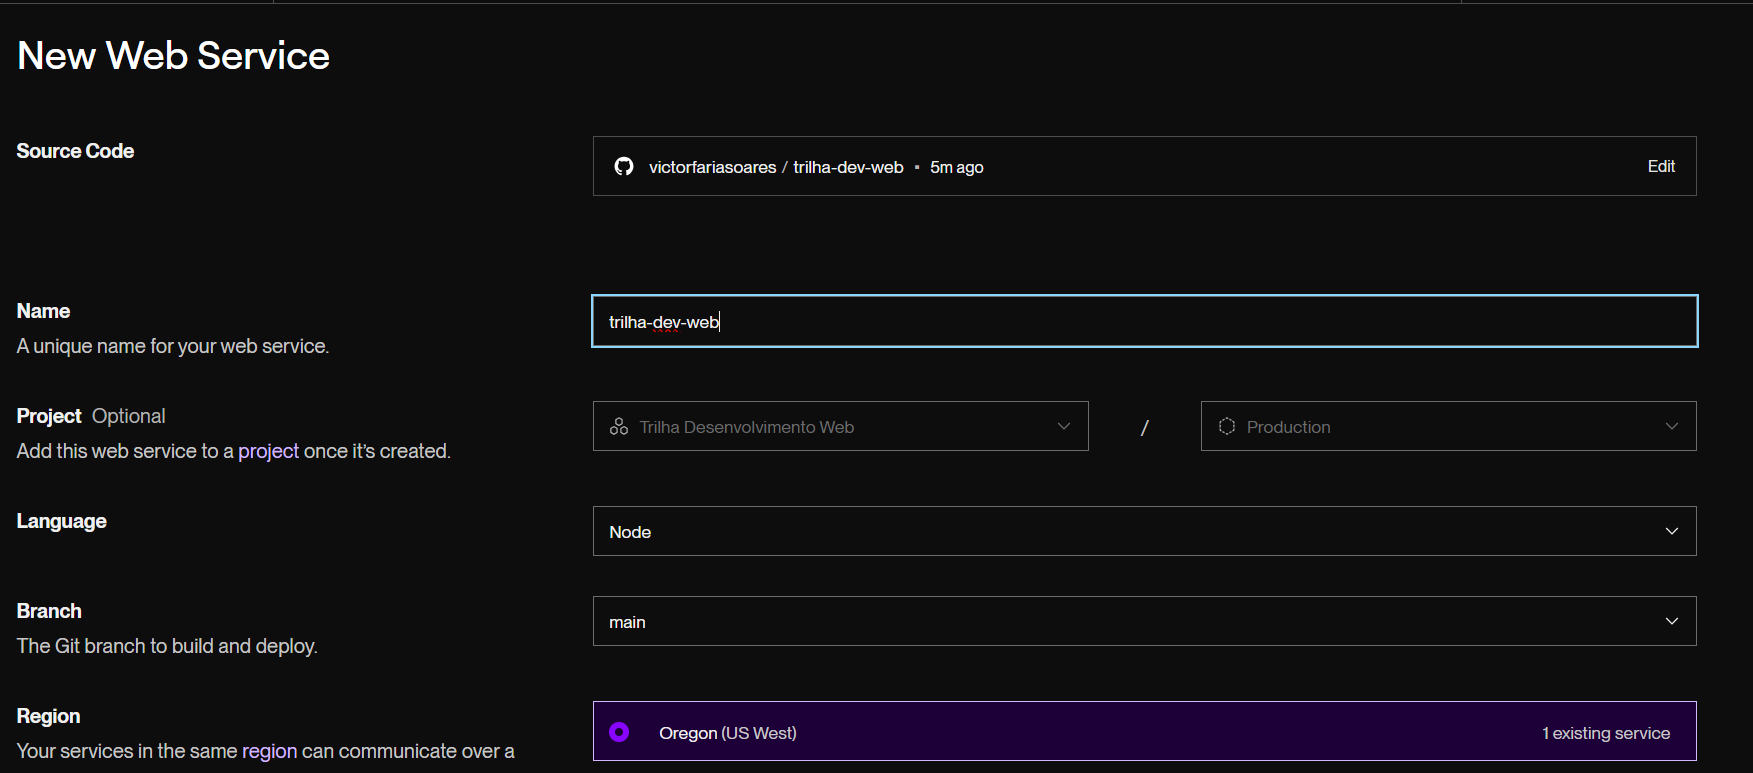 New Web Service
Source Code
victorfariasoares / trilha-dev-web ▪ 5m ago
Edit
Name
A unique name for your web service.
trilha-dev-web
Project Optional
Add this web service to a project once it’s created.
Trilha Desenvolvimento Web
/
Production
Language
Node
Branch
The Git branch to build and deploy.
main
Region
Your services in the same region can communicate over a
Oregon (US West)
1 existing service